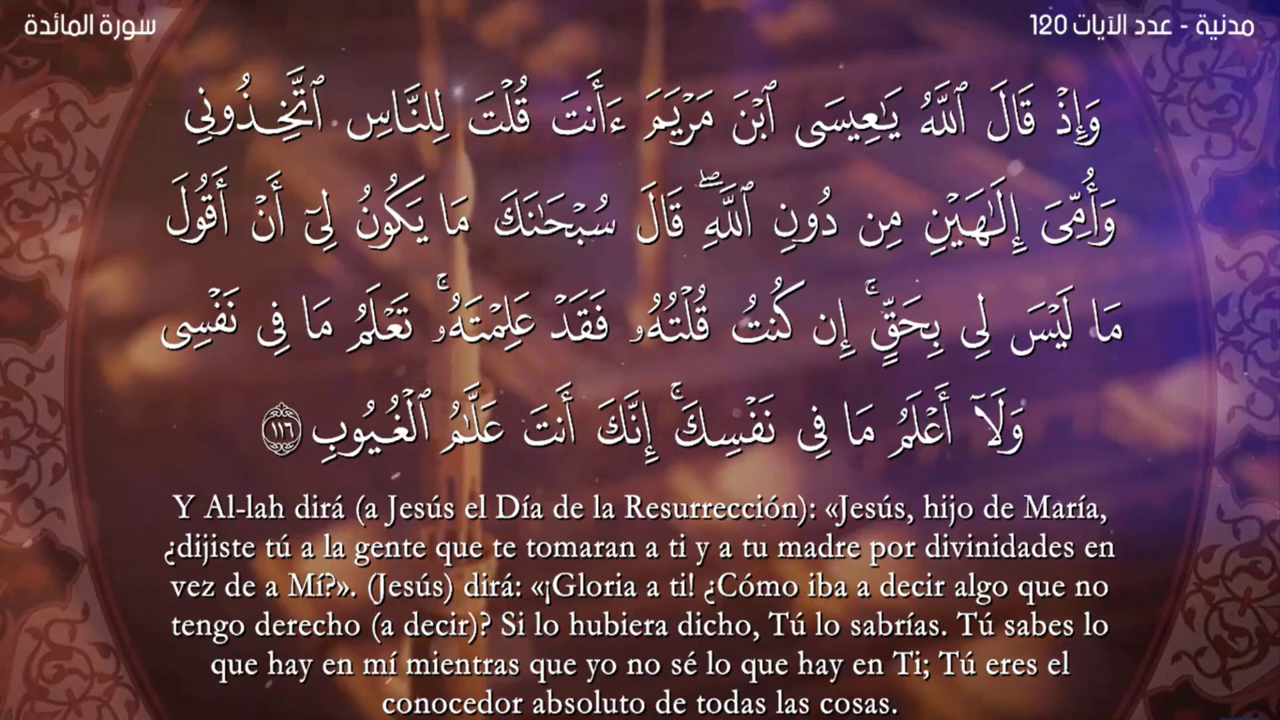 سورة المائدة
مدنية - عدد الآيات 120
وَإِذْ قَالَ ٱللَّهُ يَـٰعِيسَى ٱبْنَ مَرْيَمَ ءَأَنتَ قُلْتَ لِلنَّاسِ ٱتَّخِذُونِى
وَأُمِّىَ إِلَـٰهَيْنِ مِن دُونِ ٱللَّهِ ۖ قَالَ سُبْحَـٰنَكَ مَا يَكُونُ لِىٓ أَنْ أَقُولَ
مَا لَيْسَ لِى بِحَقٍّ ۚ إِن كُنتُ قُلْتُهُۥ فَقَدْ عَلِمْتَهُۥ ۚ تَعْلَمُ مَا فِى نَفْسِى
وَلَآ أَعْلَمُ مَا فِى نَفْسِكَ ۚ إِنَّكَ أَنتَ عَلَّـٰمُ ٱلْغُيُوبِ ١١٦
Y Al-lah dirá (a Jesús el Día de la Resurrección): «Jesús, hijo de María,
¿dijiste tú a la gente que te tomaran a ti y a tu madre por divinidades en
vez de a Mí?». (Jesús) dirá: «¡Gloria a ti! ¿Cómo iba a decir algo que no
tengo derecho (a decir)? Si lo hubiera dicho, Tú lo sabrías. Tú sabes lo
que hay en mí mientras que yo no sé lo que hay en Ti; Tú eres el
conocedor absoluto de todas las cosas.